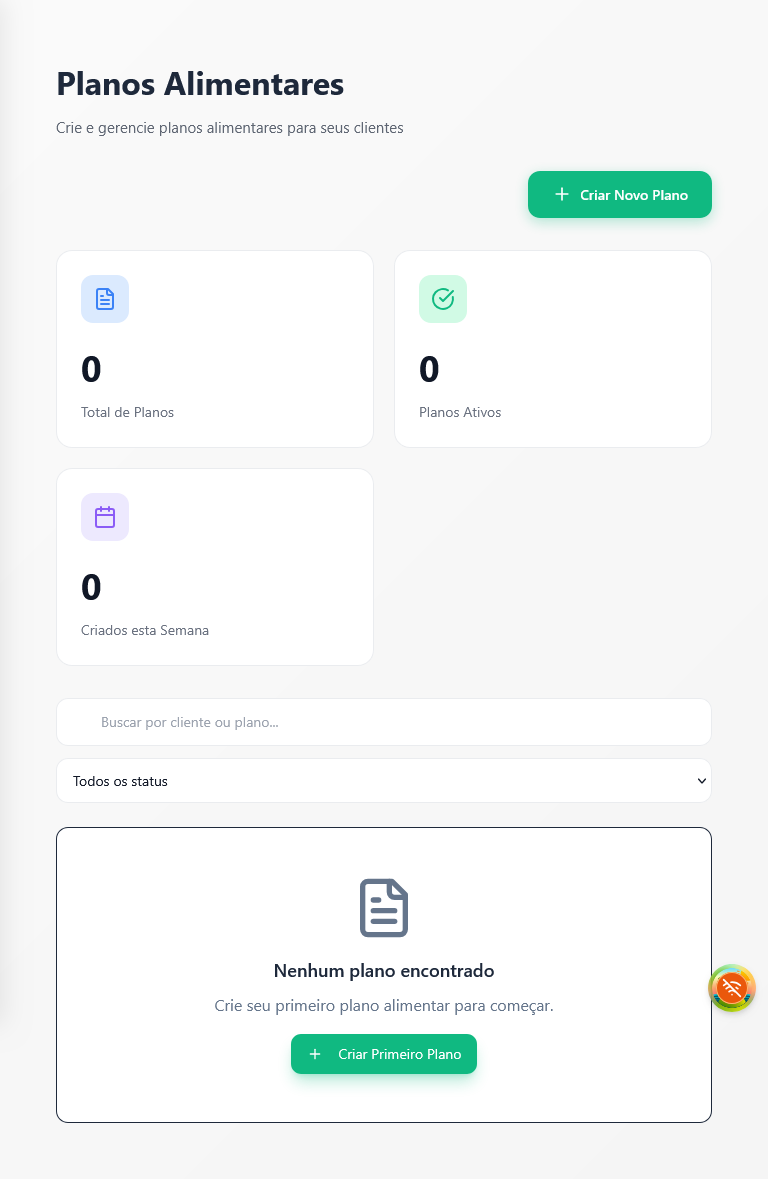 Planos Alimentares
Crie e gerencie planos alimentares para seus clientes
Criar Novo Plano
0
Total de Planos
0
Planos Ativos
0
Criados esta Semana
Buscar por cliente ou plano...
Todos os status
Nenhum plano encontrado
Crie seu primeiro plano alimentar para começar.
Criar Primeiro Plano